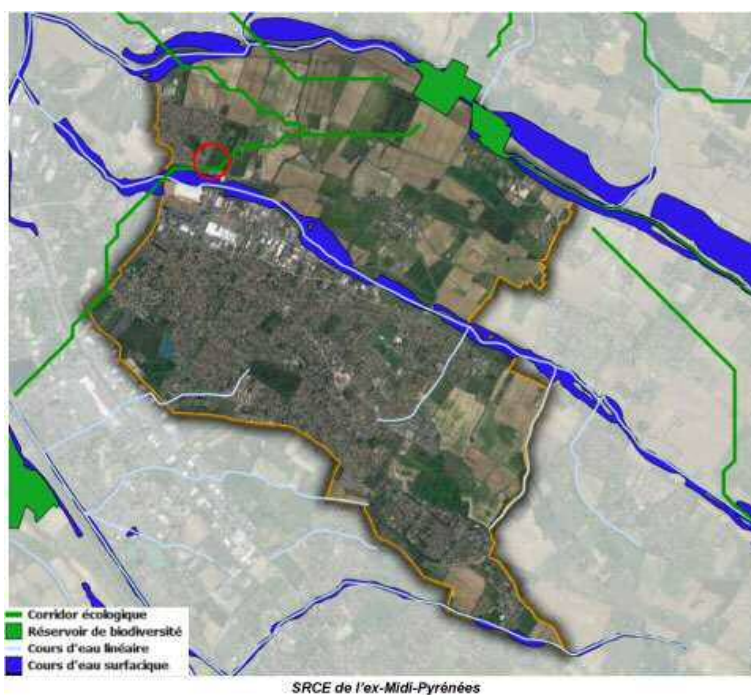 Corridor écologique
Réservoir de biodiversité
Cours d'eau linéaire
Cours d'eau surfacique
SRCE de l'ex-Midi-Pyrénées